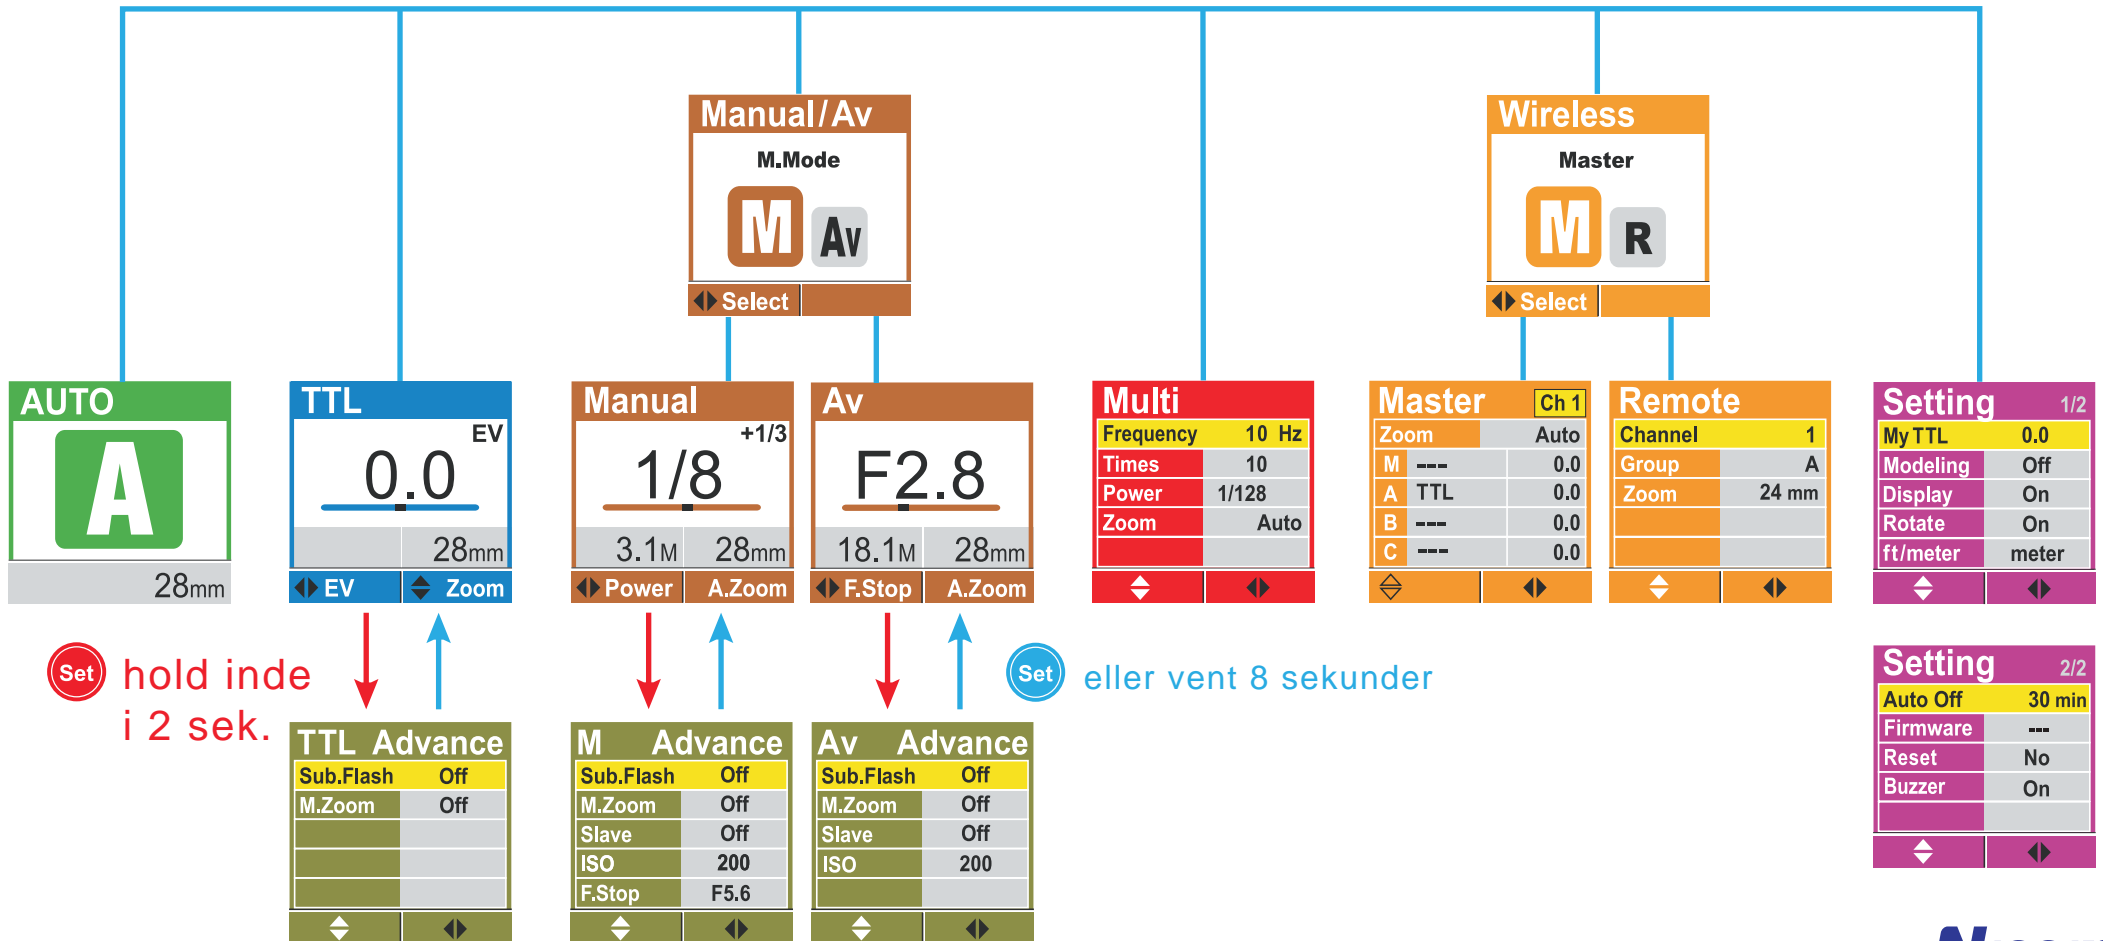 Manual/Av
M.Mode
M Av
Select
Wireless
Master
M R
Select
AUTO
A
28mm
TTL
EV
0.0
28mm
EV Zoom
Manual
+1/3
1/8
3.1M 28mm
Power A.Zoom
Av
F2.8
18.1M 28mm
F.Stop A.Zoom
Multi
Frequency 10 Hz
Times 10
Power 1/128
Zoom Auto
Master Ch 1
Zoom Auto
M --- 0.0
A TTL 0.0
B --- 0.0
C --- 0.0
Remote
Channel 1
Group A
Zoom 24 mm
Setting 1/2
My TTL 0.0
Modeling Off
Display On
Rotate On
ft/meter meter
Set hold inde
i 2 sek.
Set eller vent 8 sekunder
TTL Advance
Sub.Flash Off
M.Zoom Off
M Advance
Sub.Flash Off
M.Zoom Off
Slave Off
ISO 200
F.Stop F5.6
Av Advance
Sub.Flash Off
M.Zoom Off
Slave Off
ISO 200
Setting 2/2
Auto Off 30 min
Firmware ---
Reset No
Buzzer On